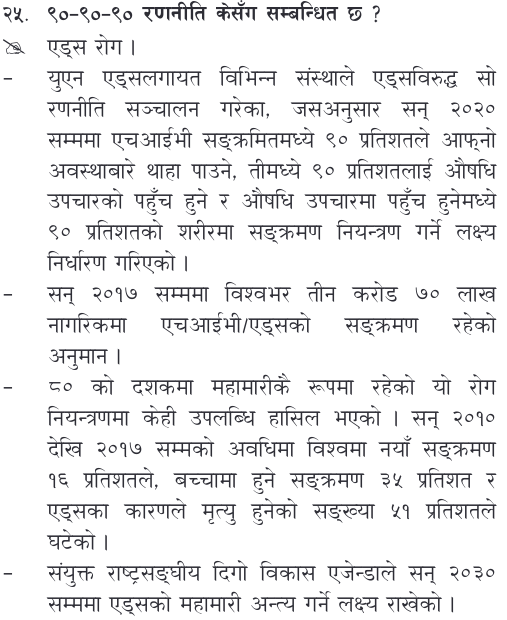 २५. ९०-९०-९० रणनीति केसँग सम्बन्धित छ ?
एड्स रोग ।
- युएन एड्सलगायत विभिन्न संस्थाले एड्सविरुद्ध सो
रणनीति सञ्चालन गरेका, जसअनुसार सन् २०२०
सम्ममा एचआईभी सङ्क्रमितमध्ये ९० प्रतिशतले आफ्नो
अवस्थाबारे थाहा पाउने, तीमध्ये ९० प्रतिशतलाई औषधि
उपचारको पहुँच हुने र औषधि उपचारमा पहुँच हुनेमध्ये
९० प्रतिशतको शरीरमा सङ्क्रमण नियन्त्रण गर्ने लक्ष्य
निर्धारण गरिएको ।
- सन् २०१७ सम्ममा विश्वभर तीन करोड ७० लाख
नागरिकमा एचआईभी/एड्सको सङ्क्रमण रहेको
अनुमान ।
- ८० को दशकमा महामारीकै रूपमा रहेको यो रोग
नियन्त्रणमा केही उपलब्धि हासिल भएको । सन् २०१०
देखि २०१७ सम्मको अवधिमा विश्वमा नयाँ सङ्क्रमण
१६ प्रतिशतले, बच्चामा हुने सङ्क्रमण ३५ प्रतिशत र
एड्सका कारणले मृत्यु हुनेको सङ्ख्या ५१ प्रतिशतले
घटेको ।
- संयुक्त राष्ट्रसङ्घीय दिगो विकास एजेन्डाले सन् २०३०
सम्ममा एड्सको महामारी अन्त्य गर्ने लक्ष्य राखेको ।